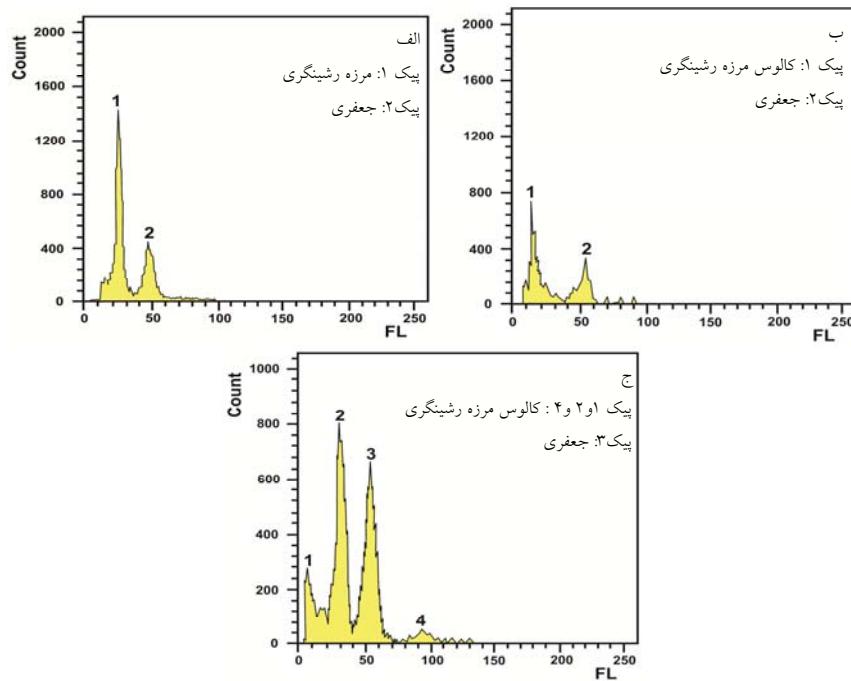 الف
پیک ۱: مرزه رشینگری
پیک۲: جعفری
Count
2000
1600
1200
800
400
0
1
2
0 50 100 150 200 250
FL
ب
پیک ۱: کالوس مرزه رشینگری
پیک۲: جعفری
Count
2000
1600
1200
800
400
0
1
2
0 50 100 150 200 250
FL
ج
پیک ۱و۲ و۴ : کالوس مرزه رشینگری
پیک۳: جعفری
Count
1000
800
600
400
200
0
1
2
3
4
0 50 100 150 200 250
FL